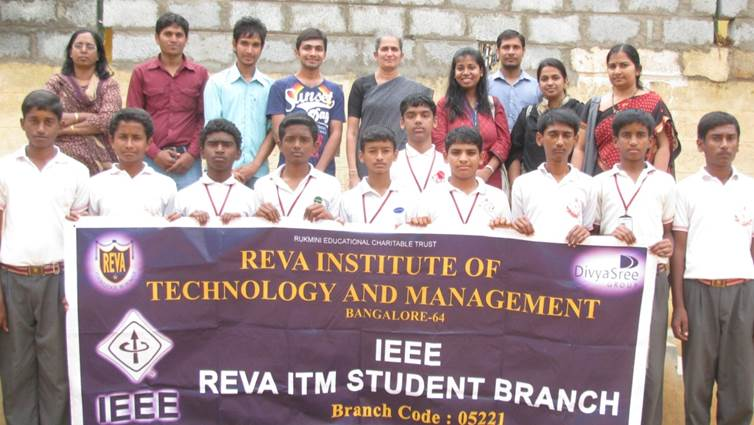 Sunset
RUKMINI EDUCATIONAL CHARITABLE TRUST
REVA
DivyaSree
GROUP
REVA INSTITUTE OF
TECHNOLOGY AND MANAGEMENT
BANGALORE-64
IEEE
REVA ITM STUDENT BRANCH
IEEE
Branch Code : 05221